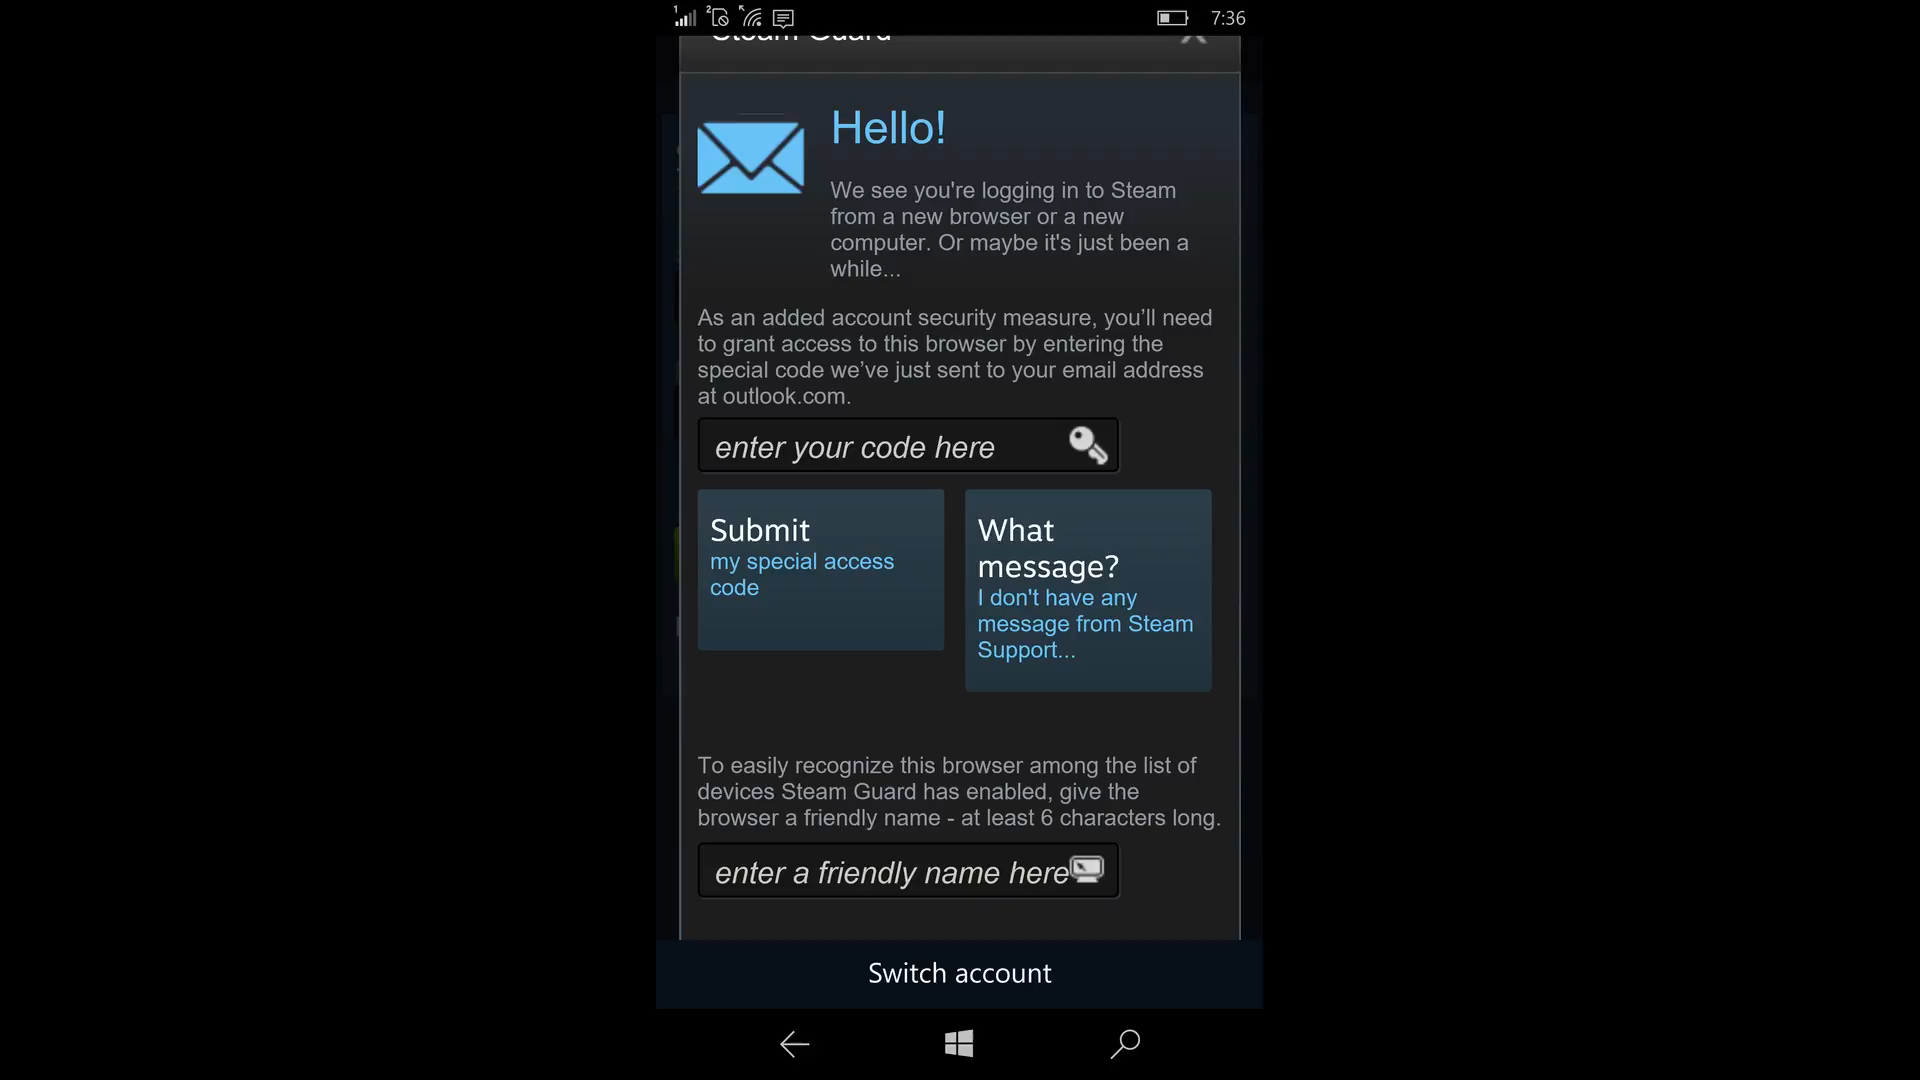 1 2 7:36
Steam Guard
Hello!
We see you're logging in to Steam
from a new browser or a new
computer. Or maybe it's just been a
while...
As an added account security measure, you’ll need
to grant access to this browser by entering the
special code we’ve just sent to your email address
at outlook.com.
enter your code here
Submit
my special access
code
What
message?
I don't have any
message from Steam
Support...
To easily recognize this browser among the list of
devices Steam Guard has enabled, give the
browser a friendly name - at least 6 characters long.
enter a friendly name here
Switch account